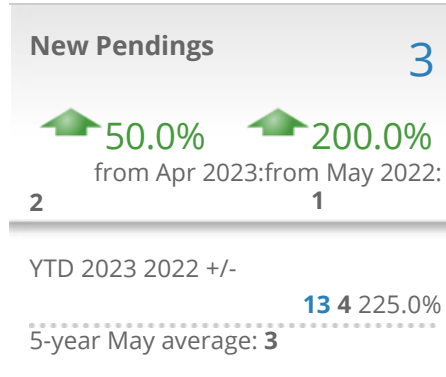 New Pendings 3
50.0% 200.0%
from Apr 2023:from May 2022:
2 1
YTD 2023 2022 +/-
13 4 225.0%
5-year May average: 3